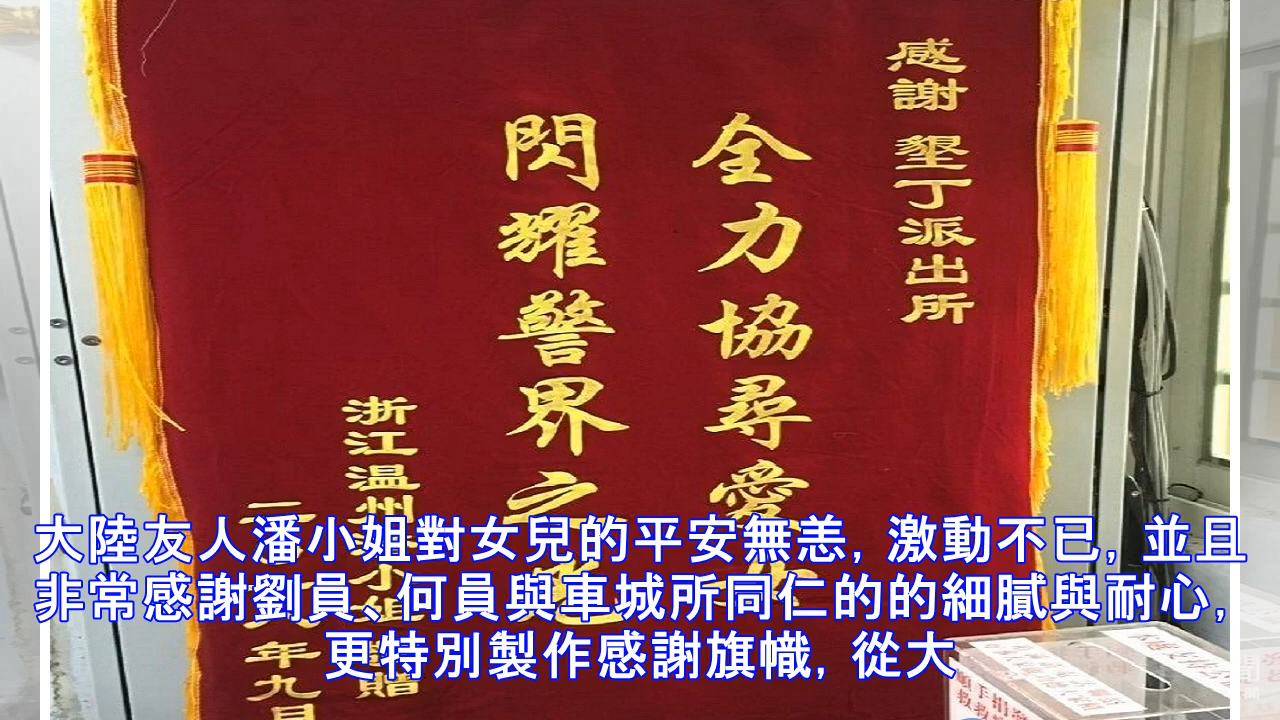 感謝 墾丁派出所
全力協尋愛
閃耀警界之
浙江温州 小姐 贈
年九月
大陸友人潘小姐對女兒的平安無恙, 激動不已, 並且
非常感謝劉員、何員與車城所同仁的的細膩與耐心,
更特別製作感謝旗幟, 從大